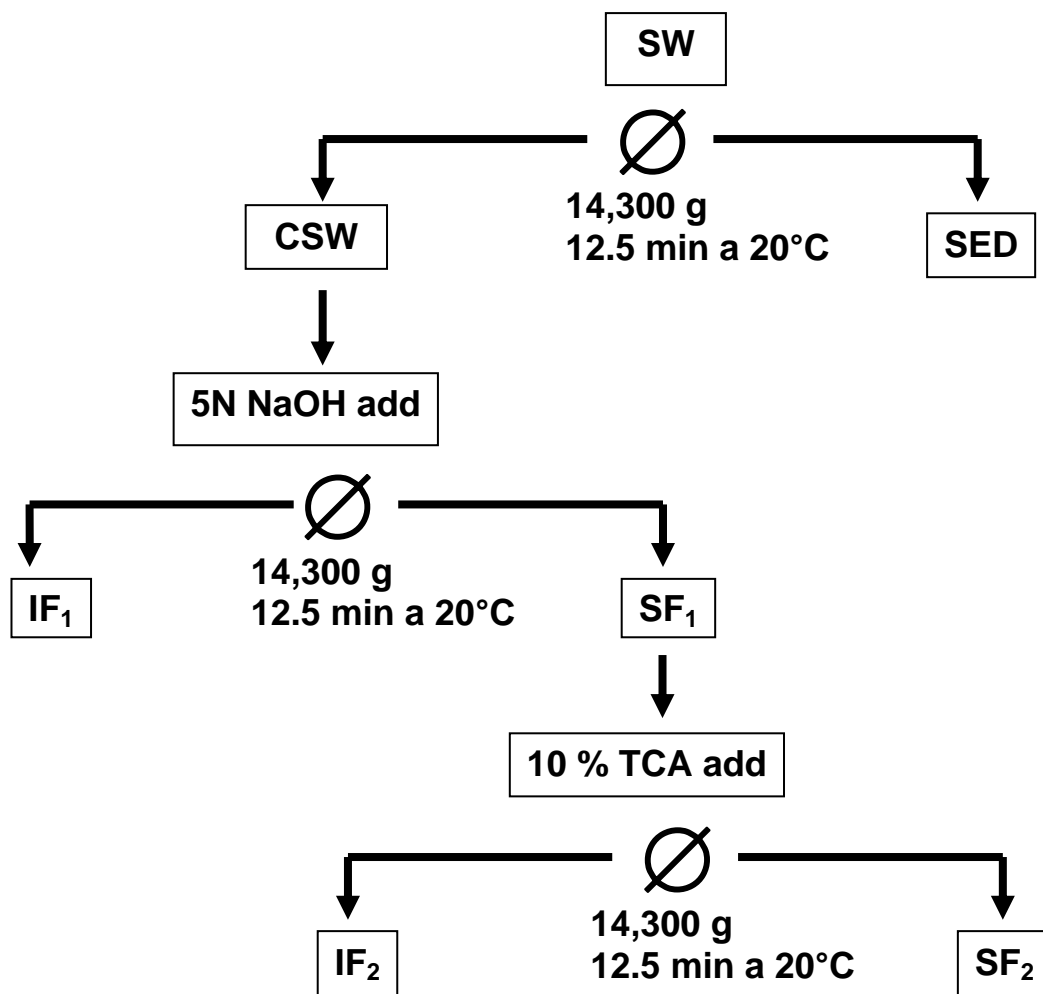 SW
14,300 g
12.5 min a 20°C
CSW
SED
5N NaOH add
14,300 g
12.5 min a 20°C
IF₁
SF₁
10 % TCA add
14,300 g
12.5 min a 20°C
IF₂
SF₂